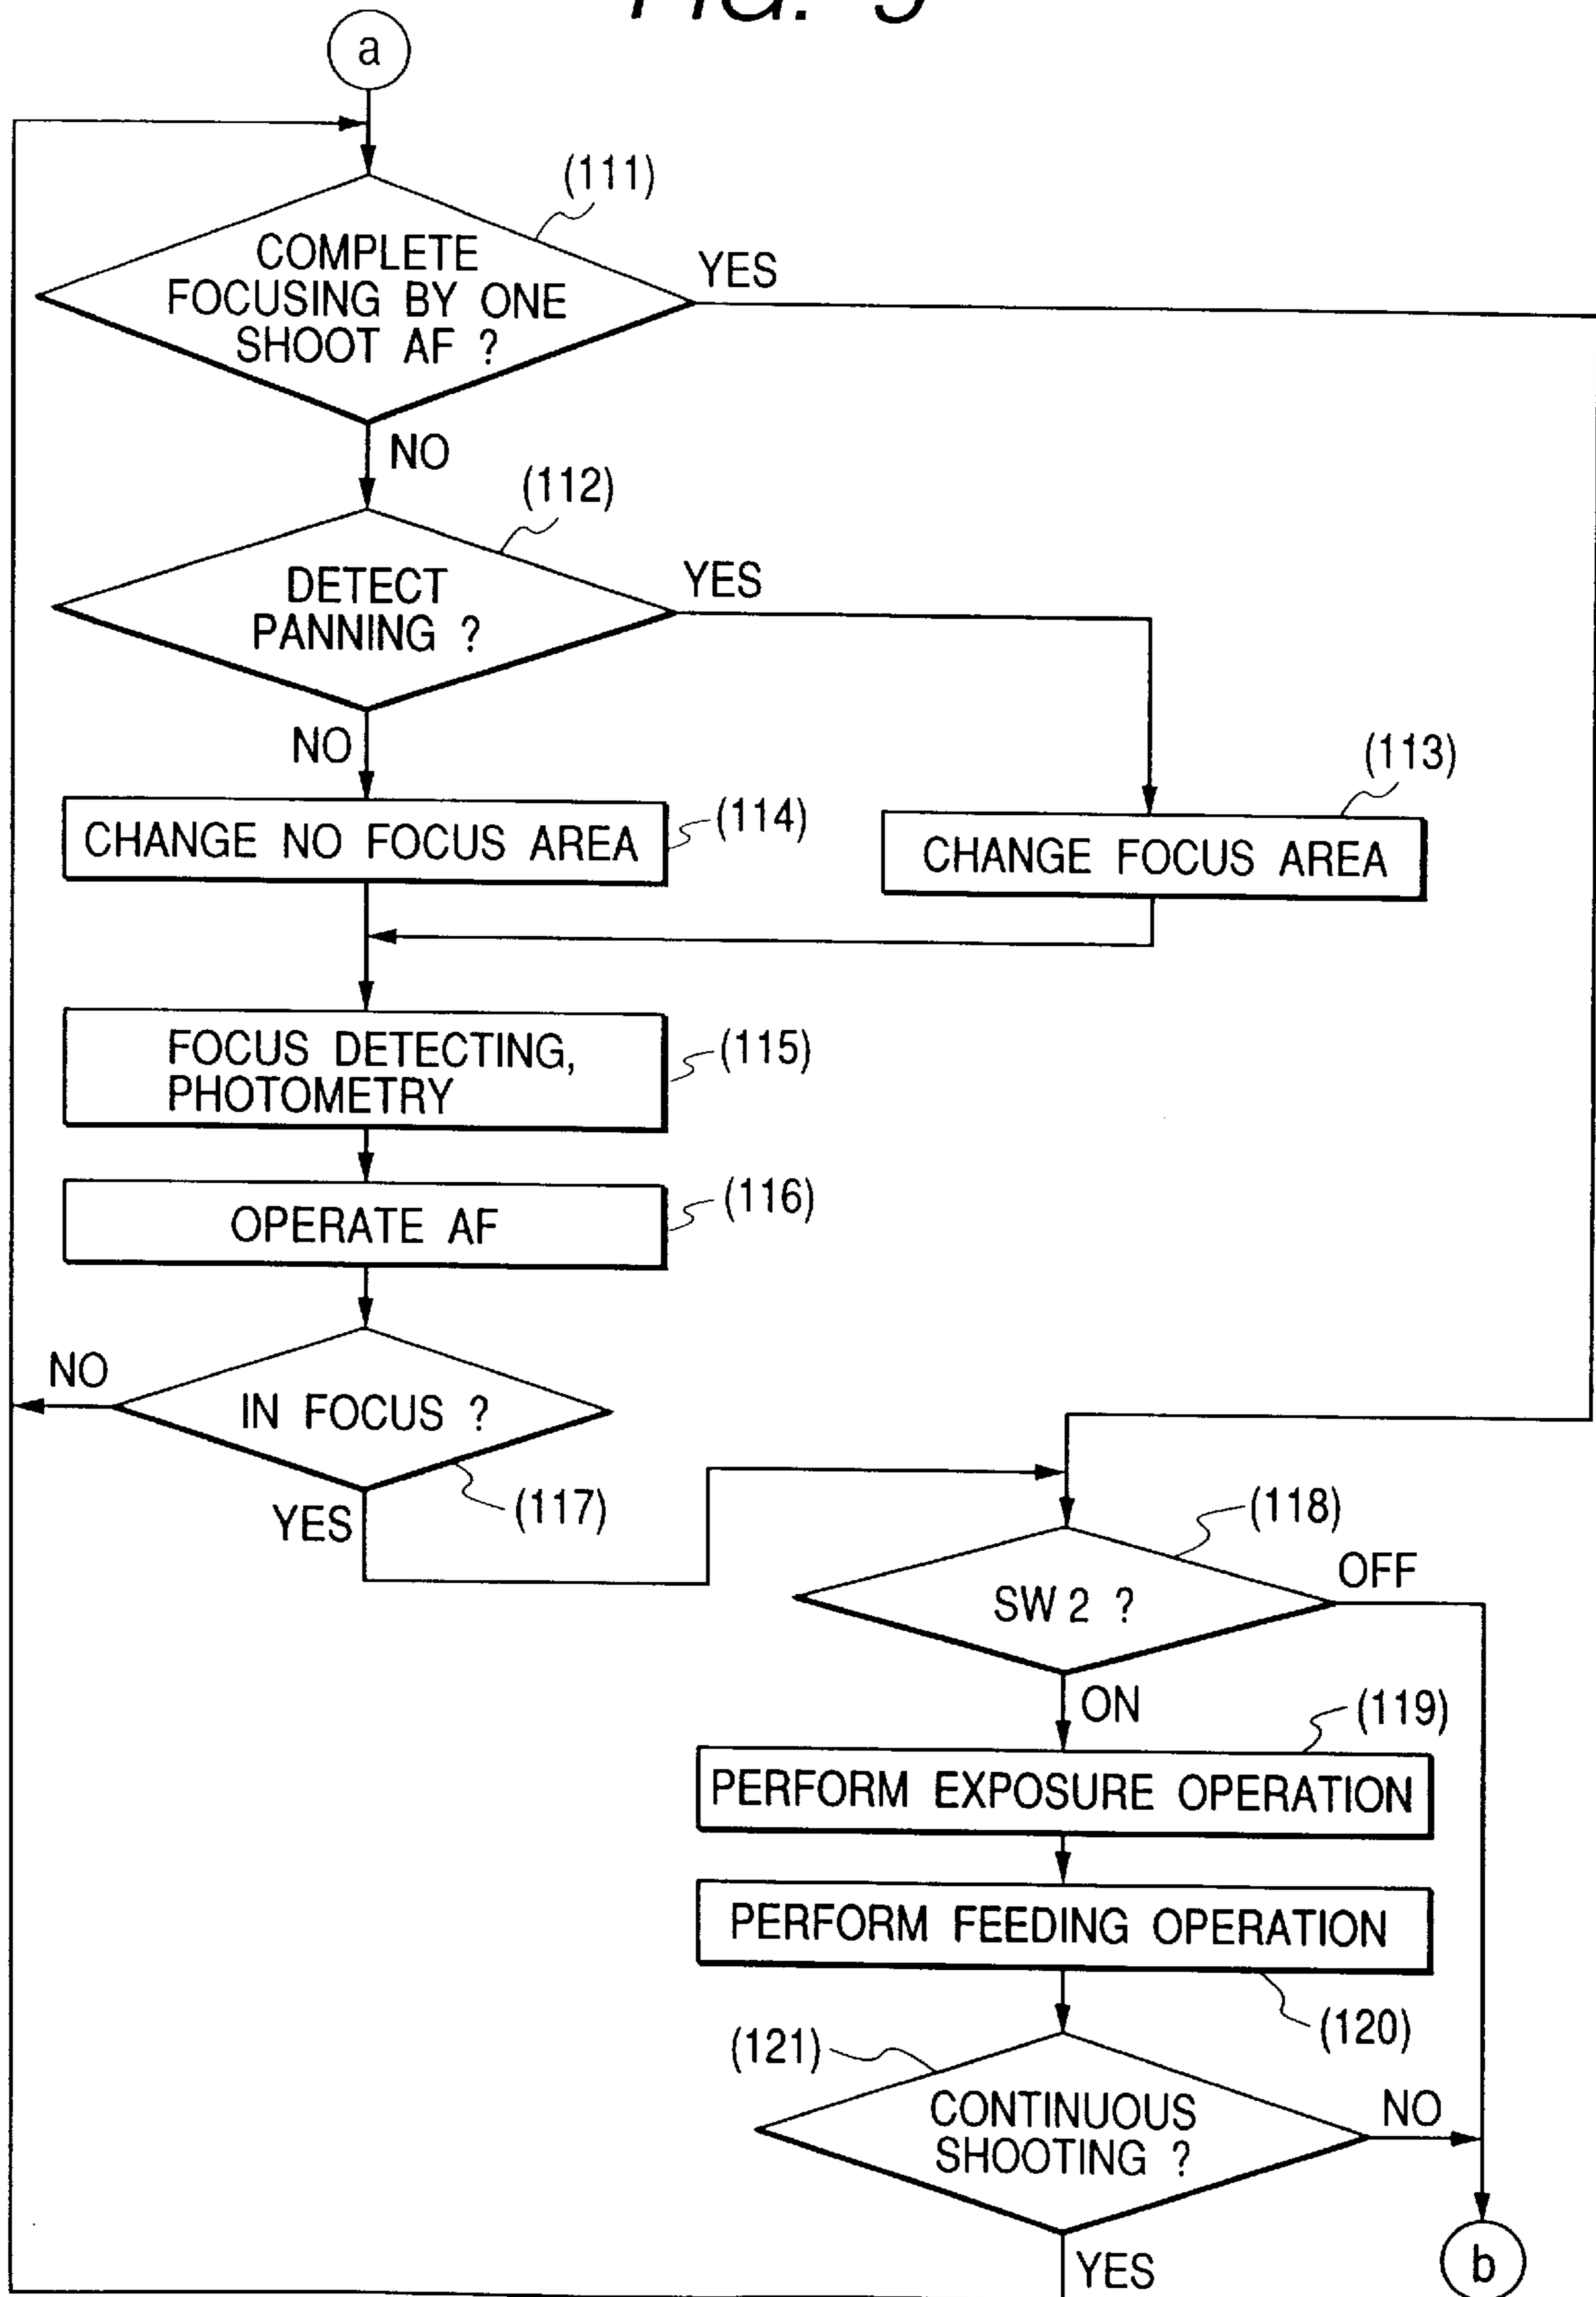 a
(111)
COMPLETE
FOCUSING BY ONE
SHOOT AF ?
YES
NO
(112)
DETECT
PANNING ?
YES
NO
(113)
CHANGE NO FOCUS AREA
(114)
CHANGE FOCUS AREA
FOCUS DETECTING,
PHOTOMETRY
(115)
OPERATE AF
(116)
NO
IN FOCUS ?
YES
(117)
(118)
SW2 ?
OFF
ON
(119)
PERFORM EXPOSURE OPERATION
PERFORM FEEDING OPERATION
(120)
(121)
CONTINUOUS
SHOOTING ?
NO
YES
b